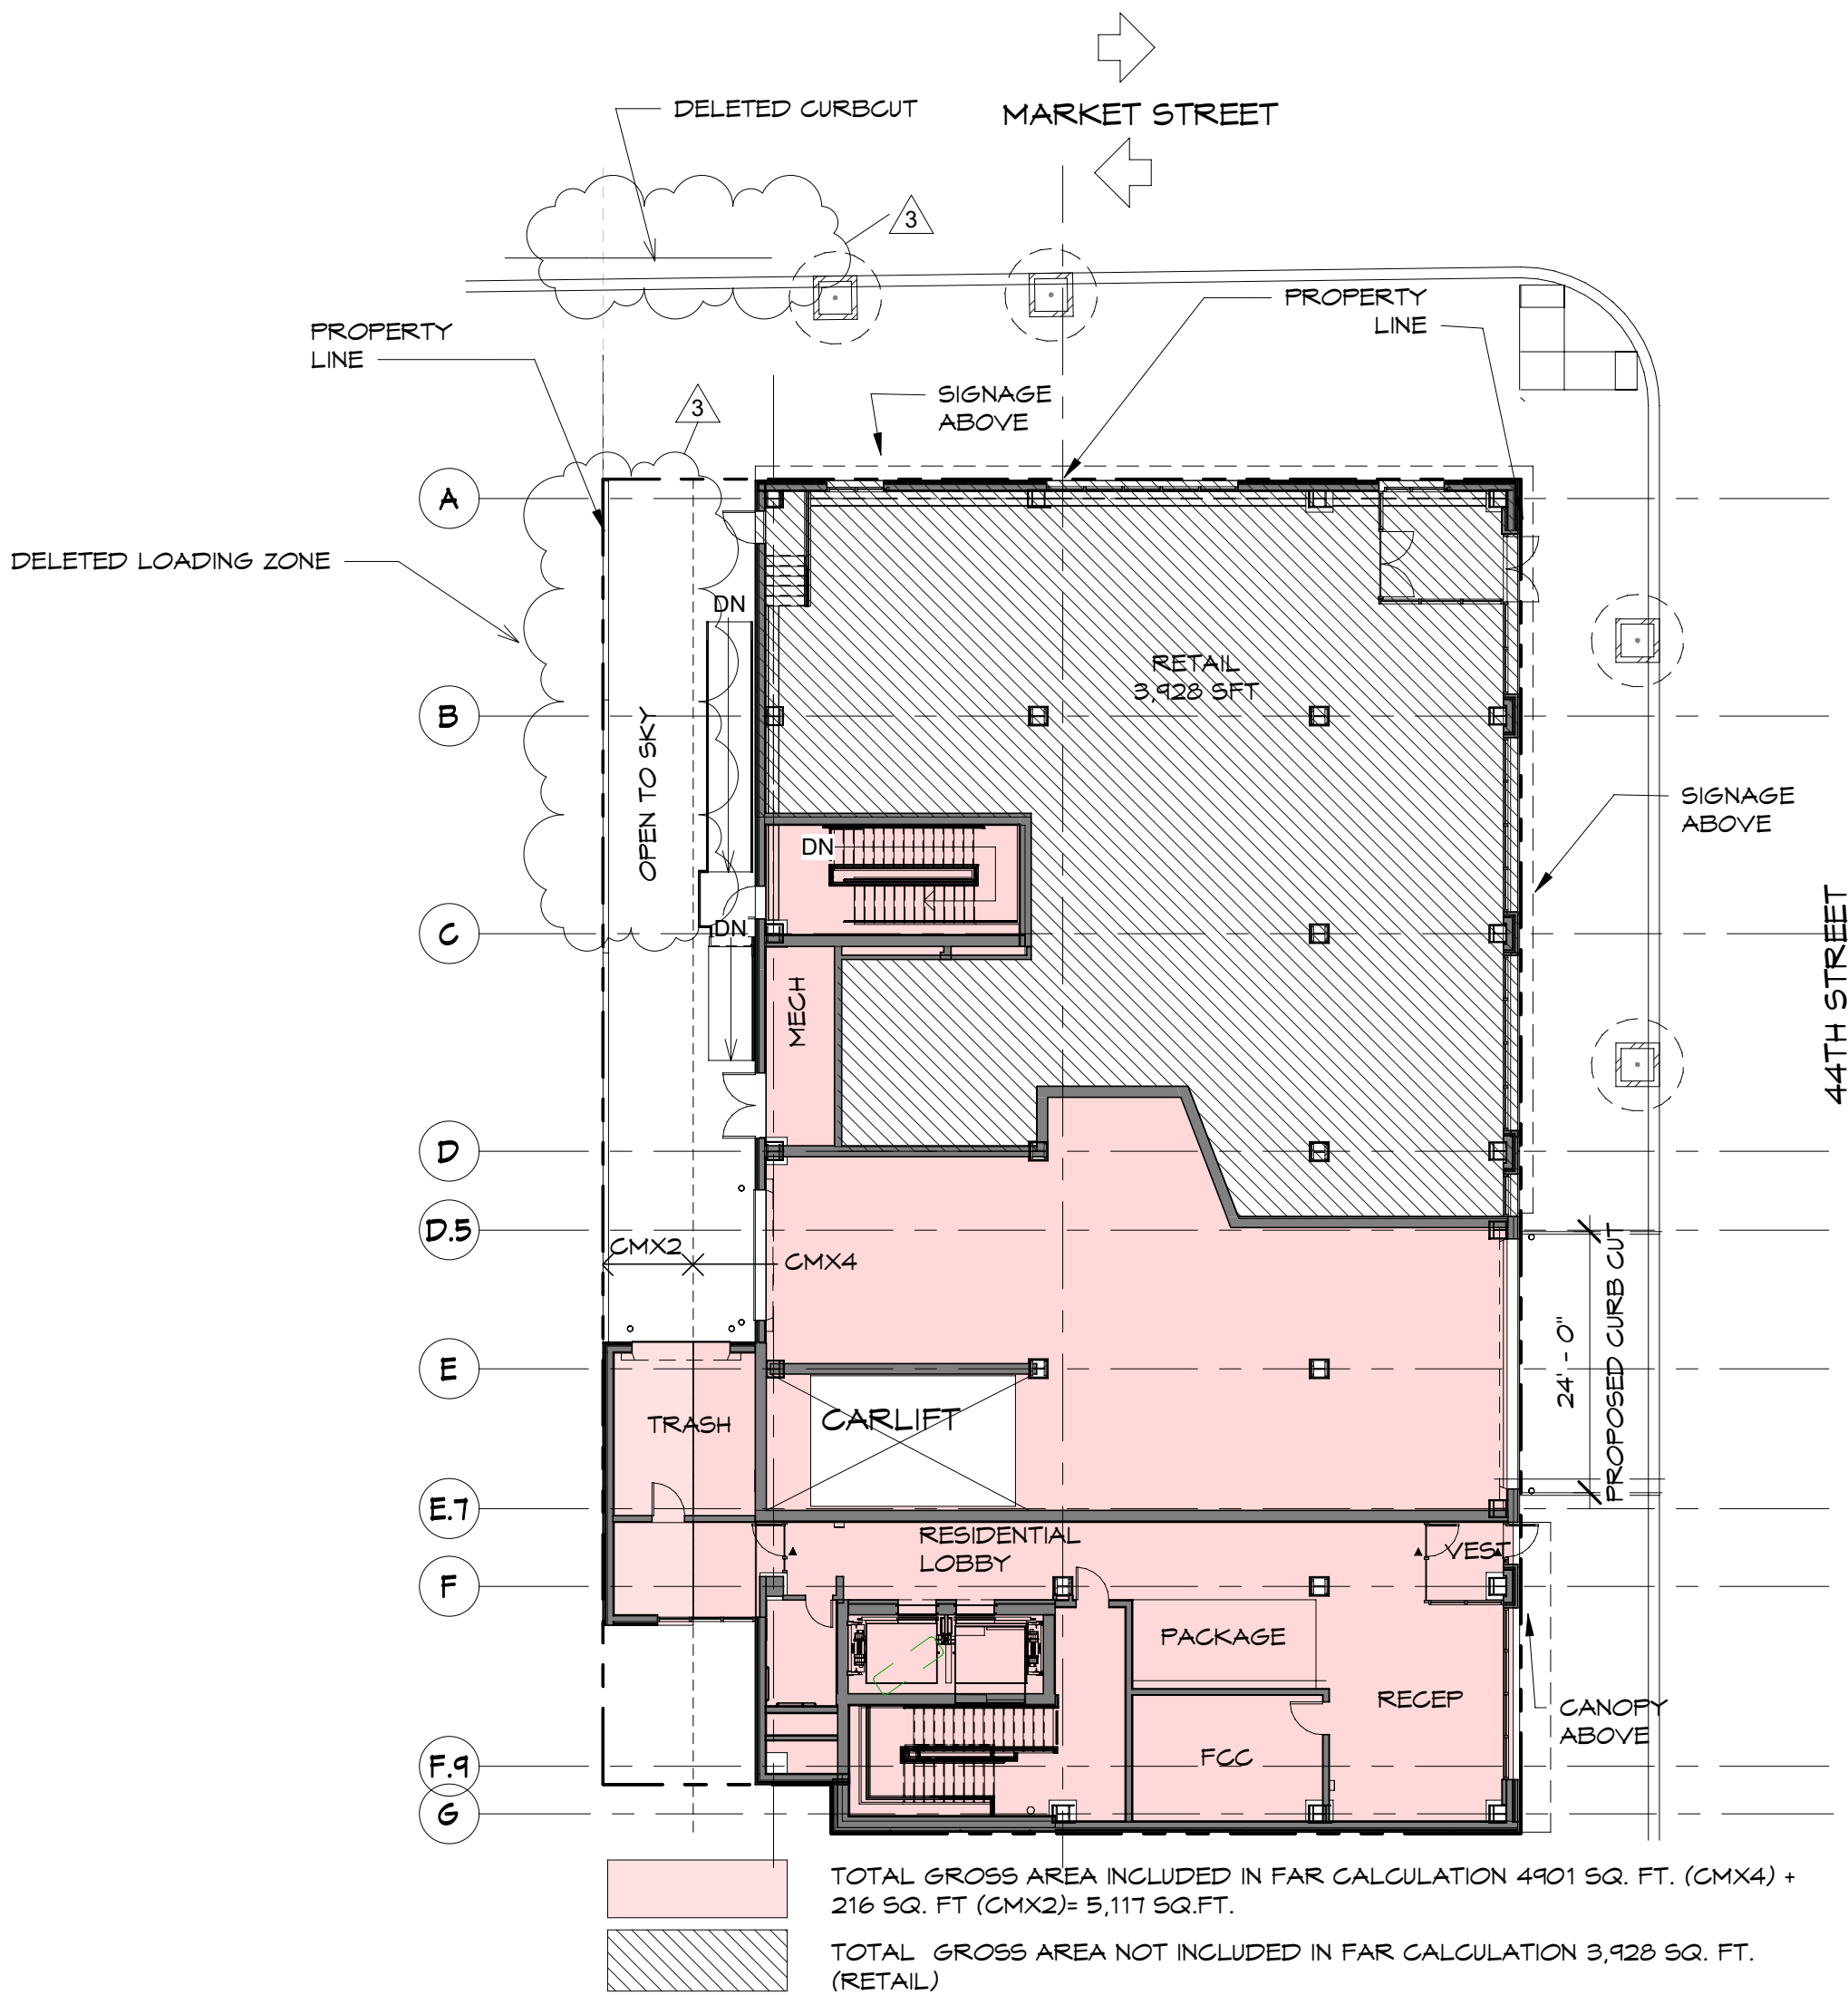 DELETED CURBCUT
MARKET STREET
3
PROPERTY
LINE
PROPERTY
LINE
SIGNAGE
ABOVE
3
A
DELETED LOADING ZONE
DN
RETAIL
3,928 SFT
B
OPEN TO SKY
SIGNAGE
ABOVE
DN
C
DN
MECH
44TH STREET
D
D.5
CMX2
CMX4
24' - 0"
PROPOSED CURB CUT
E
TRASH
CARLIFT
E.7
RESIDENTIAL
LOBBY
VEST
F
PACKAGE
RECEP
CANOPY
ABOVE
FCC
F.9
G
TOTAL GROSS AREA INCLUDED IN FAR CALCULATION 4901 SQ. FT. (CMX4) +
216 SQ. FT (CMX2)= 5,117 SQ.FT.
TOTAL GROSS AREA NOT INCLUDED IN FAR CALCULATION 3,928 SQ. FT.
(RETAIL)